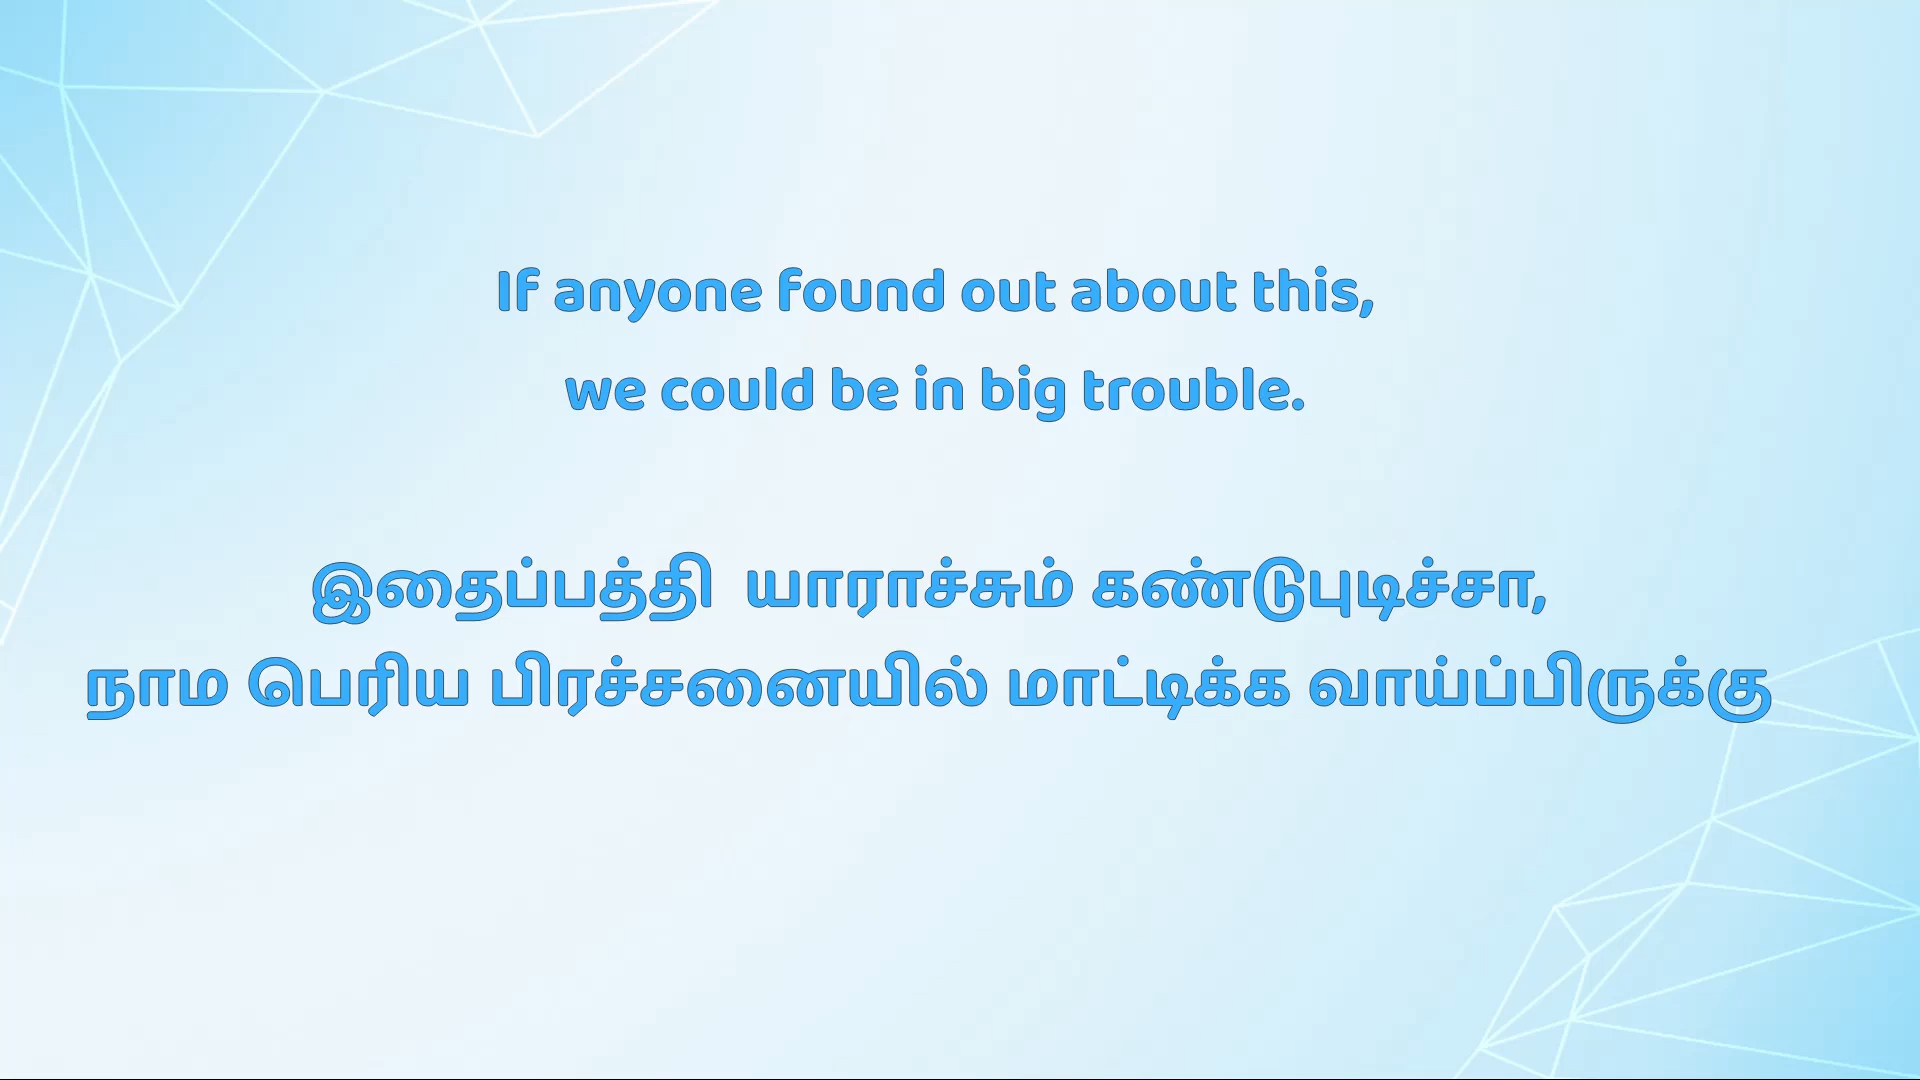 If anyone found out about this,
we could be in big trouble.
இதைப்பத்தி யாராச்சும் கண்டுபுடிச்சா,
நாம பெரிய பிரச்சனையில் மாட்டிக்க வாய்ப்பிருக்கு